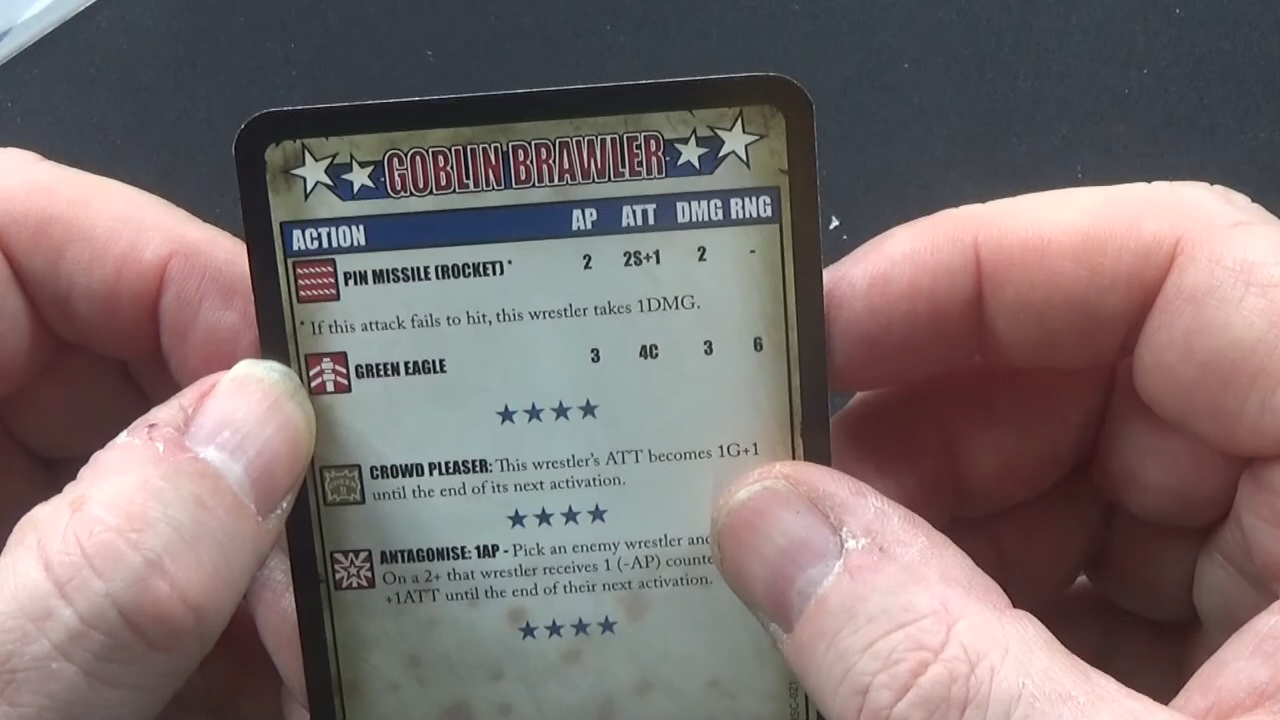 GOBLIN BRAWLER
ACTION AP ATT DMG RNG
PIN MISSILE (ROCKET)* 2 2S+1 2 -
* If this attack fails to hit, this wrestler takes 1DMG.
GREEN EAGLE 3 4C 3 6
CROWD PLEASER: This wrestler's ATT becomes 1G+1
until the end of its next activation.
ANTAGONISE: 1AP - Pick an enemy wrestler and
On a 2+ that wrestler receives 1 (-AP) counte
+1ATT until the end of their next activation.